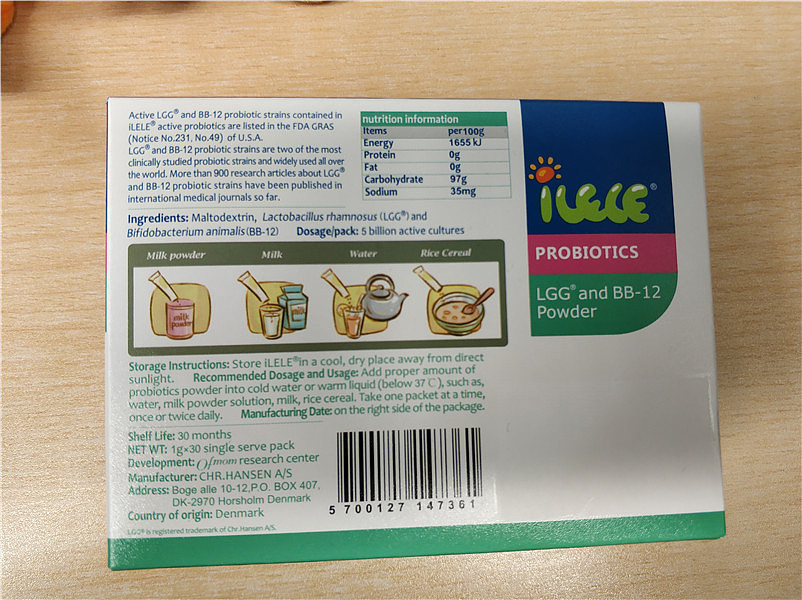 Active LGG® and BB-12 probiotic strains contained in
iLELE® active probiotics are listed in the FDA GRAS
(Notice No.231, No.49) of U.S.A.
LGG® and BB-12 probiotic strains are two of the most
clinically studied probiotic strains and widely used all over
the world. More than 900 research articles about LGG®
and BB-12 probiotic strains have been published in
international medical journals so far.
nutrition information
Items per100g
Energy 1655 kJ
Protein 0g
Fat 0g
Carbohydrate 97g
Sodium 35mg
Ingredients: Maltodextrin, Lactobacillus rhamnosus (LGG®) and
Bifidobacterium animalis (BB-12) Dosage/pack: 5 billion active cultures
Milk powder Milk Water Rice Cereal
milk
powder
milk
Storage Instructions: Store iLELE®in a cool, dry place away from direct
sunlight. Recommended Dosage and Usage: Add proper amount of
probiotics powder into cold water or warm liquid (below 37℃), such as,
water, milk powder solution, milk, rice cereal. Take one packet at a time,
once or twice daily. Manufacturing Date: on the right side of the package.
Shelf Life: 30 months
NET WT: 1g×30 single serve pack
Development: Ofmom research center
Manufacturer: CHR.HANSEN A/S
Address: Boge alle 10-12,P.O. BOX 407,
DK-2970 Horsholm Denmark
Country of origin: Denmark
LGG® is registered trademark of Chr.Hansen A/S.
5 700127 147361
iLELE®
PROBIOTICS
LGG® and BB-12
Powder